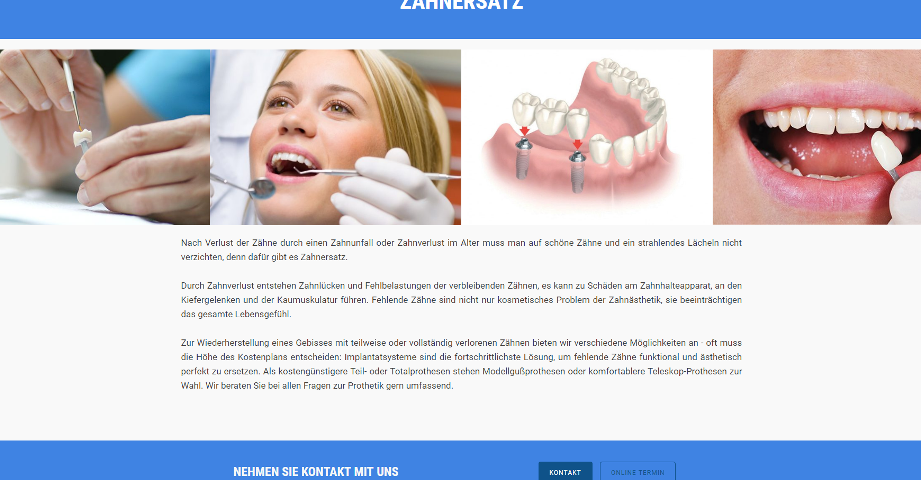 ZAHNERSATZ
Nach Verlust der Zähne durch einen Zahnunfall oder Zahnverlust im Alter muss man auf schöne Zähne und ein strahlendes Lächeln nicht
verzichten, denn dafür gibt es Zahnersatz.
Durch Zahnverlust entstehen Zahnlücken und Fehlbelastungen der verbleibenden Zähnen, es kann zu Schäden am Zahnhalteapparat, an den
Kiefergelenken und der Kaumuskulatur führen. Fehlende Zähne sind nicht nur kosmetisches Problem der Zahnästhetik, sie beeinträchtigen
das gesamte Lebensgefühl.
Zur Wiederherstellung eines Gebisses mit teilweise oder vollständig verlorenen Zähnen bieten wir verschiedene Möglichkeiten an - oft muss
die Höhe des Kostenplans entscheiden: Implantatsysteme sind die fortschrittlichste Lösung, um fehlende Zähne funktional und ästhetisch
perfekt zu ersetzen. Als kostengünstigere Teil- oder Totalprothesen stehen Modellgußprothesen oder komfortablere Teleskop-Prothesen zur
Wahl. Wir beraten Sie bei allen Fragen zur Prothetik gern umfassend.
NEHMEN SIE KONTAKT MIT UNS
KONTAKT
ONLINE TERMIN